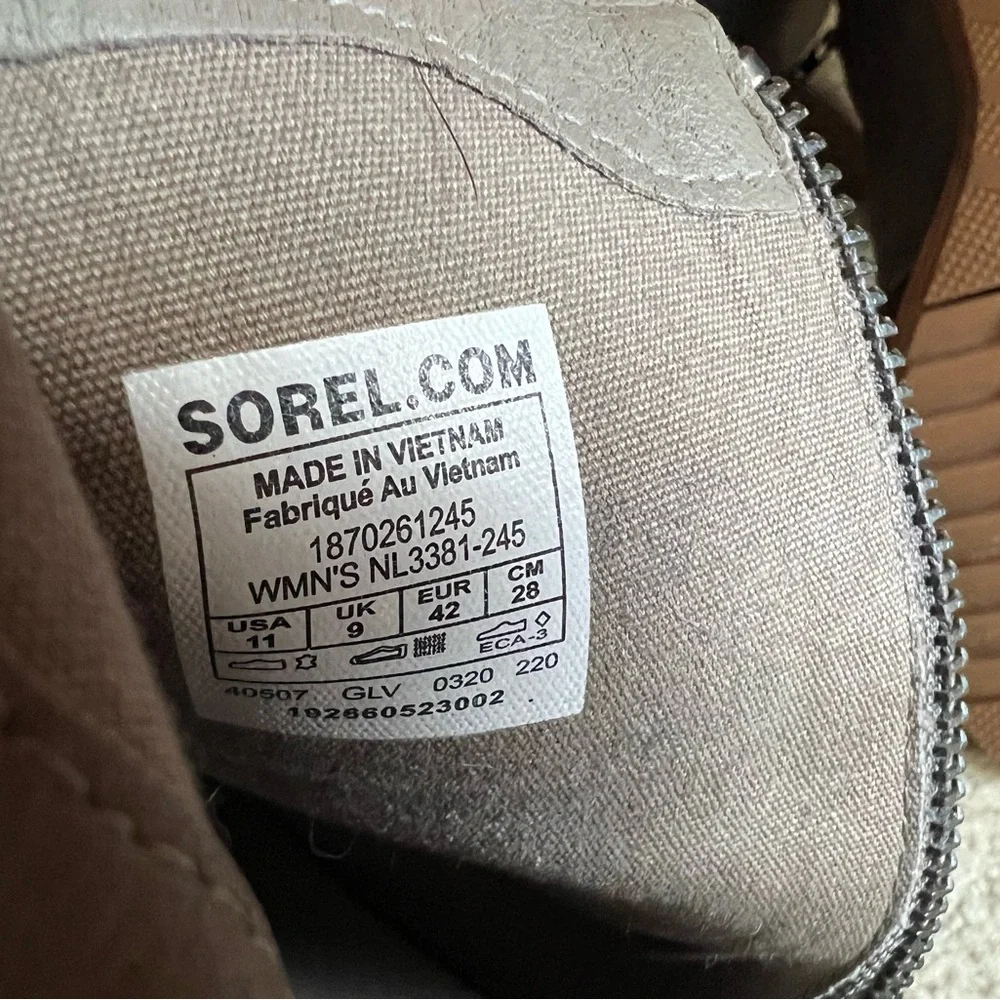 SOREL.COM
MADE IN VIETNAM
Fabriqué Au Vietnam
1870261245
WMN'S NL3381-245
USA UK EUR CM
11 9 42 28
ECA-3
40507 GLV 0320 220
192660523002